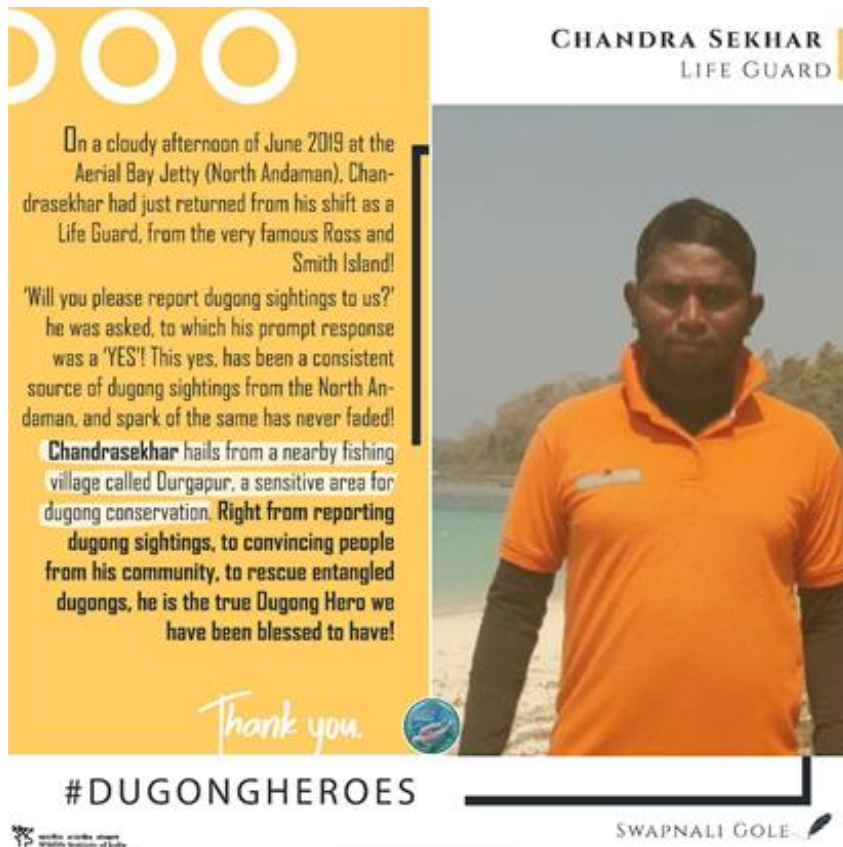 CHANDRA SEKHAR
LIFE GUARD
On a cloudy afternoon of June 2019 at the
Aerial Bay Jetty (North Andaman), Chan-
drasekhar had just returned from his shift as a
Life Guard, from the very famous Ross and
Smith Island!
'Will you please report dugong sightings to us?'
he was asked, to which his prompt response
was a 'YES'! This yes, has been a consistent
source of dugong sightings from the North An-
daman, and spark of the same has never faded!
Chandrasekhar hails from a nearby fishing
village called Durgapur, a sensitive area for
dugong conservation. Right from reporting
dugong sightings, to convincing people
from his community, to rescue entangled
dugongs, he is the true Dugong Hero we
have been blessed to have!
Thank you.
#DUGONGHEROES
SWAPNALI GOLE
Wildlife Institute of India